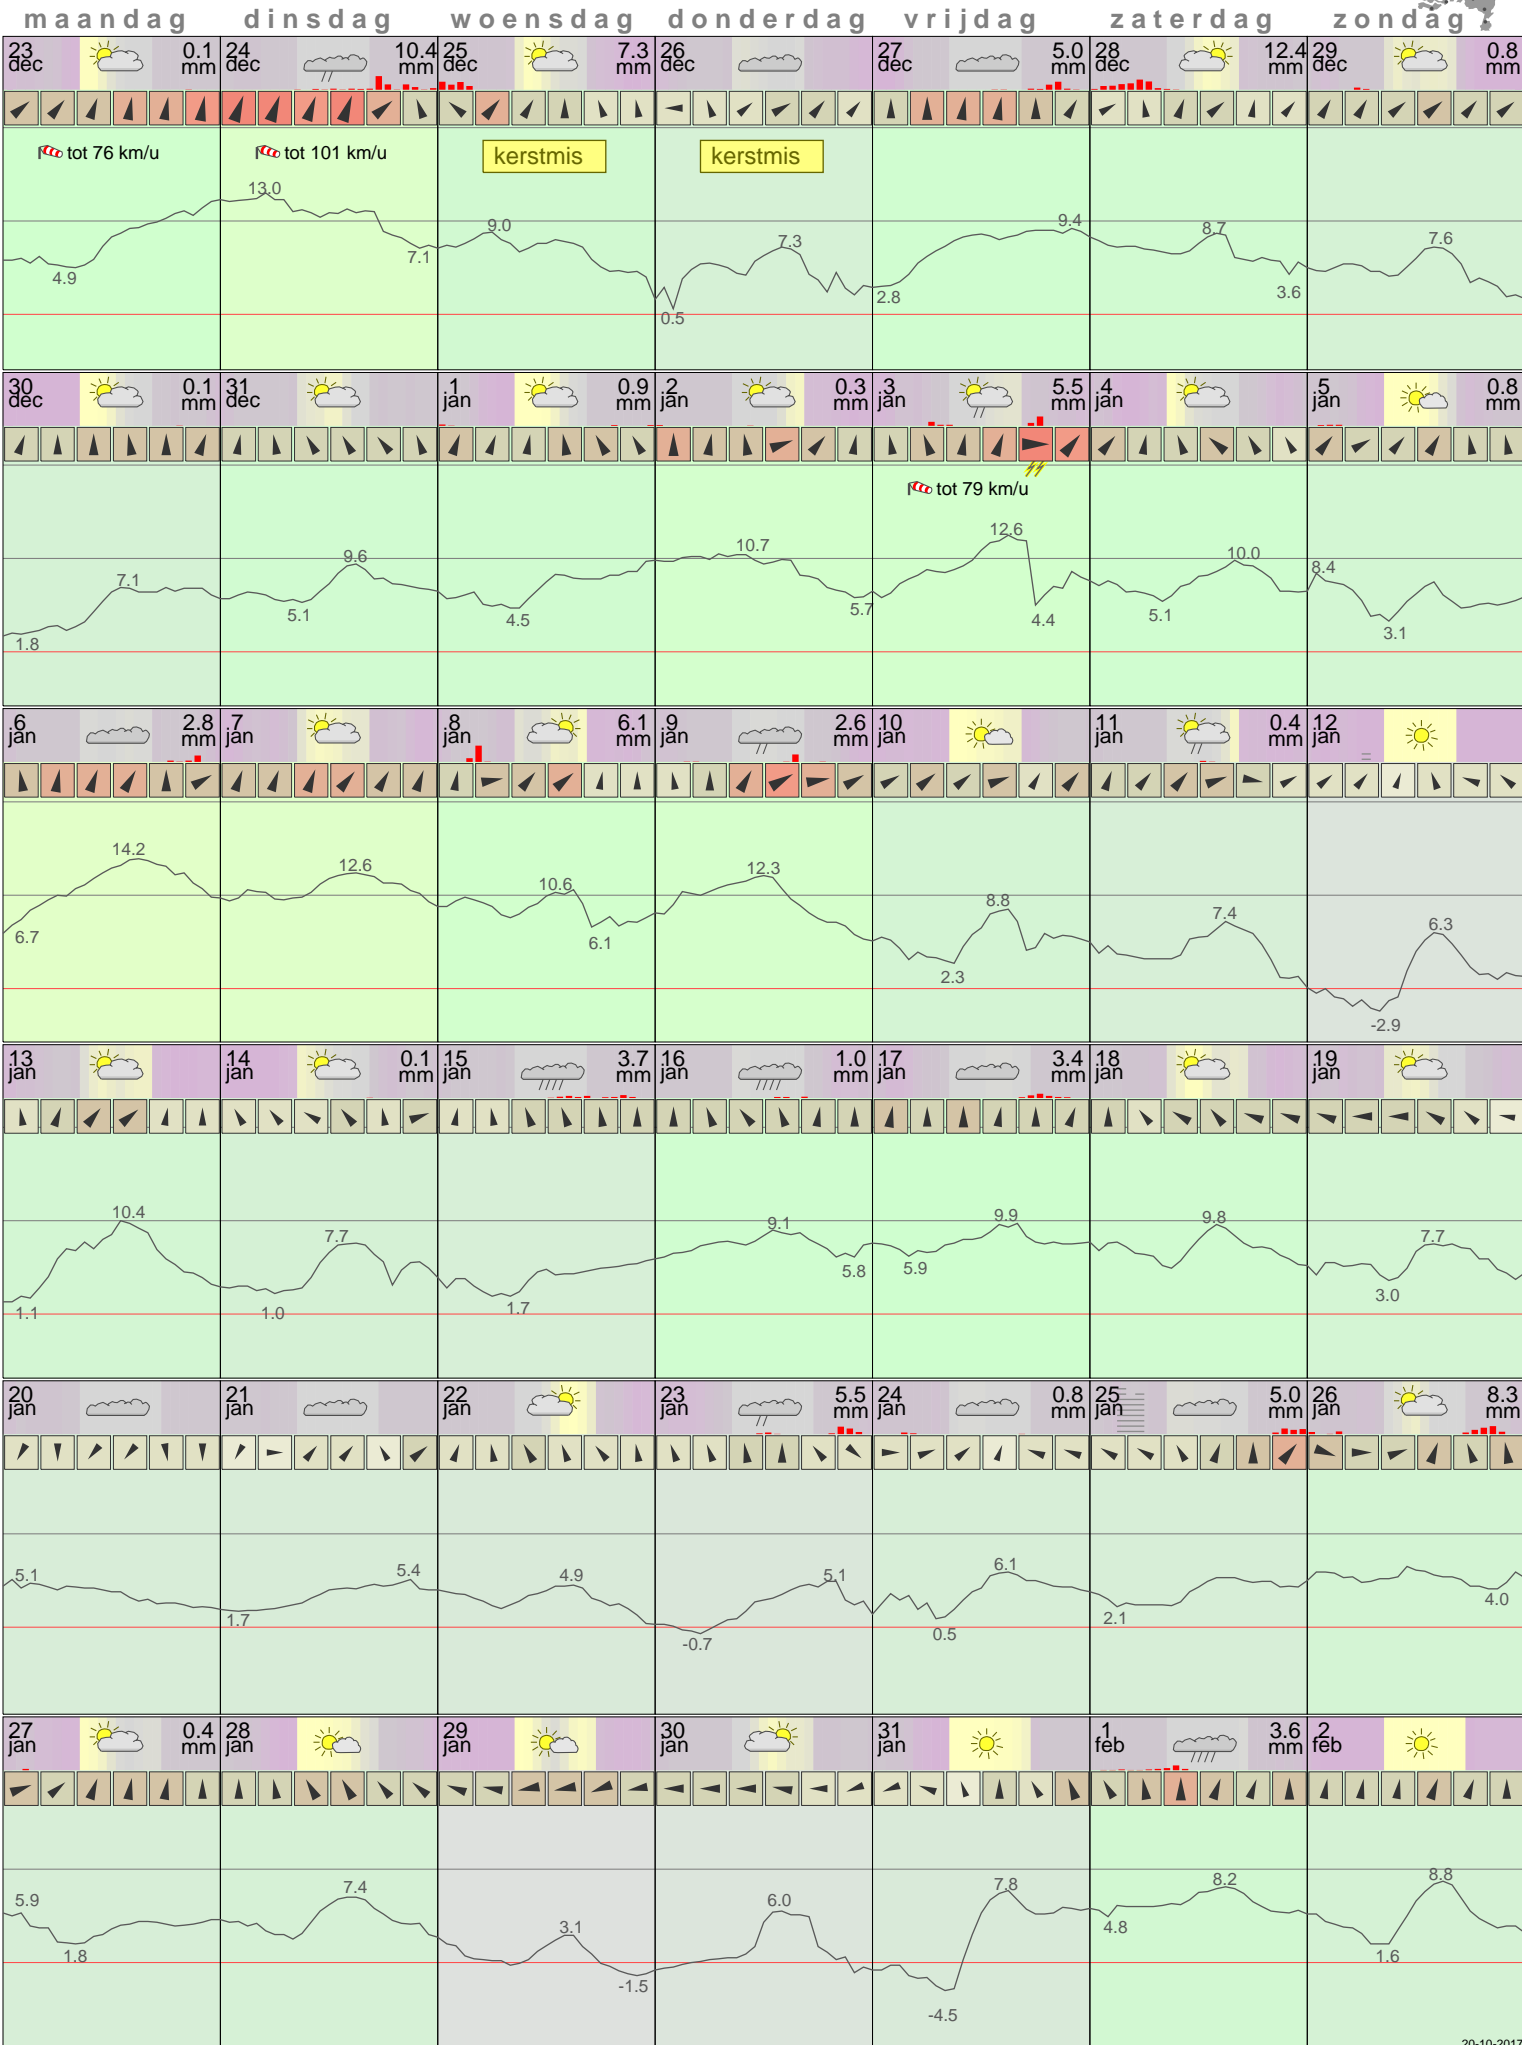 maandag dinsdag woensdag donderdag vrijdag zaterdag zondag
23 dec 0.1 mm 24 dec 10.4 mm 25 dec 7.3 mm 26 dec 27 dec 5.0 mm 28 dec 12.4 mm 29 dec 0.8 mm
tot 76 km/u tot 101 km/u kerstmis kerstmis
4.9 13.0 7.1 9.0 0.5 7.3 2.8 9.4 8.7 3.6 7.6
30 dec 0.1 mm 31 dec 1 jan 0.9 mm 2 jan 0.3 mm 3 jan 5.5 mm 4 jan 5 jan 0.8 mm
tot 79 km/u
1.8 7.1 5.1 9.6 4.5 10.7 5.7 12.6 4.4 5.1 10.0 8.4 3.1
6 jan 2.8 mm 7 jan 8 jan 6.1 mm 9 jan 2.6 mm 10 jan 11 jan 0.4 mm 12 jan
6.7 14.2 12.6 10.6 6.1 12.3 2.3 8.8 7.4 -2.9 6.3
13 jan 14 jan 0.1 mm 15 jan 3.7 mm 16 jan 1.0 mm 17 jan 3.4 mm 18 jan 19 jan
1.1 10.4 1.0 7.7 1.7 9.1 5.8 5.9 9.9 9.8 3.0 7.7
20 jan 21 jan 22 jan 23 jan 5.5 mm 24 jan 0.8 mm 25 jan 5.0 mm 26 jan 8.3 mm
5.1 1.7 5.4 4.9 -0.7 5.1 0.5 6.1 2.1 4.0
27 jan 0.4 mm 28 jan 29 jan 30 jan 31 jan 1 feb 3.6 mm 2 feb
5.9 1.8 7.4 3.1 -1.5 6.0 -4.5 7.8 4.8 8.2 1.6 8.8
20-10-2017